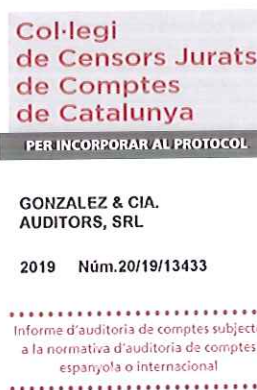 Col·legi
de Censors Jurats
de Comptes
de Catalunya
PER INCORPORAR AL PROTOCOL
GONZALEZ & CIA.
AUDITORS, SRL
2019 Núm.20/19/13433
Informe d'auditoria de comptes subjecte
a la normativa d'auditoria de comptes
espanyola o internacional